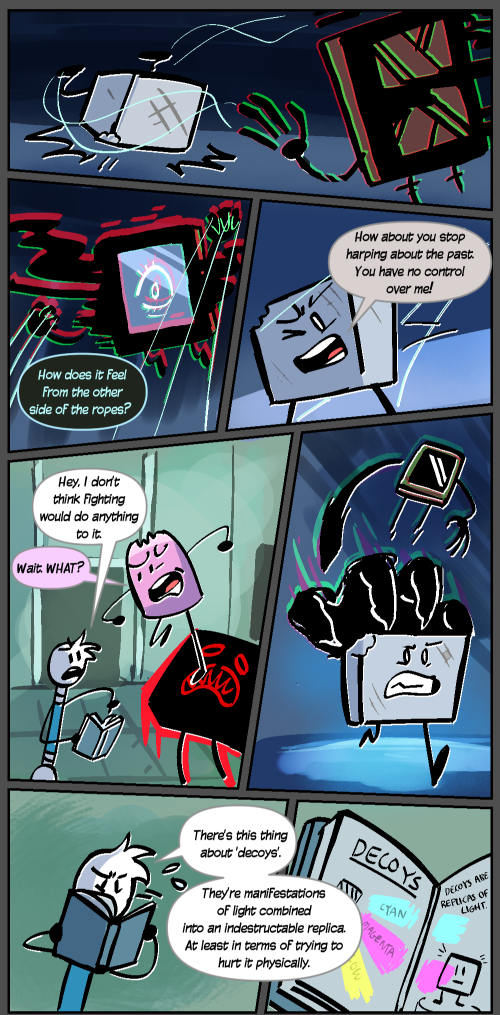 How does it feel
from the other
side of the ropes?
How about you stop
harping about the past.
You have no control
over me!
Hey, I don't
think fighting
would do anything
to it.
Wait. WHAT?
There's this thing
about 'decoys'.
They're manifestations
of light combined
into an indestructable replica.
At least in terms of trying to
hurt it physically.
DECOYS
CYAN
MAGENTA
DECOYS ARE
REPLICAS OF
LIGHT.